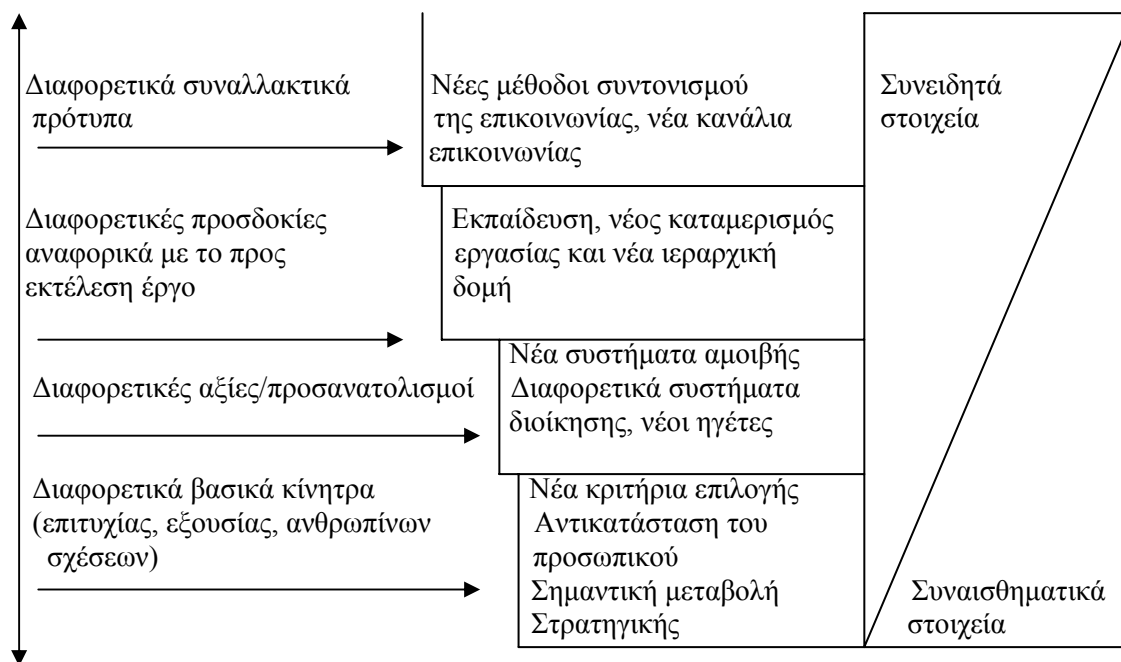 Διαφορετικά συναλλακτικά
πρότυπα
Νέες μέθοδοι συντονισμού
της επικοινωνίας, νέα κανάλια
επικοινωνίας
Συνειδητά
στοιχεία
Διαφορετικές προσδοκίες
αναφορικά με το προς
εκτέλεση έργο
Εκπαίδευση, νέος καταμερισμός
εργασίας και νέα ιεραρχική
δομή
Διαφορετικές αξίες/προσανατολισμοί
Νέα συστήματα αμοιβής
Διαφορετικά συστήματα
διοίκησης, νέοι ηγέτες
Διαφορετικά βασικά κίνητρα
(επιτυχίας, εξουσίας, ανθρωπίνων
σχέσεων)
Νέα κριτήρια επιλογής
Αντικατάσταση του
προσωπικού
Σημαντική μεταβολή
Στρατηγικής
Συναισθηματικά
στοιχεία